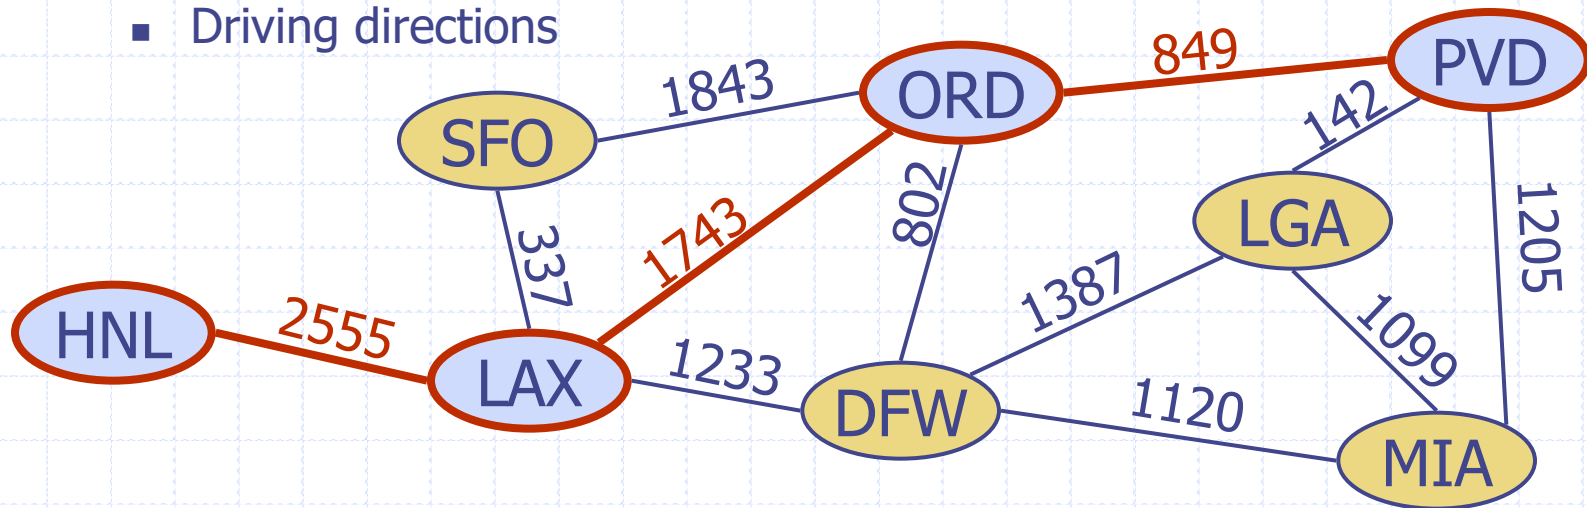 ▪ Driving directions
849
PVD
1843
ORD
142
SFO
802
LGA
1205
337
1743
1387
HNL
2555
1099
LAX
1233
DFW
1120
MIA